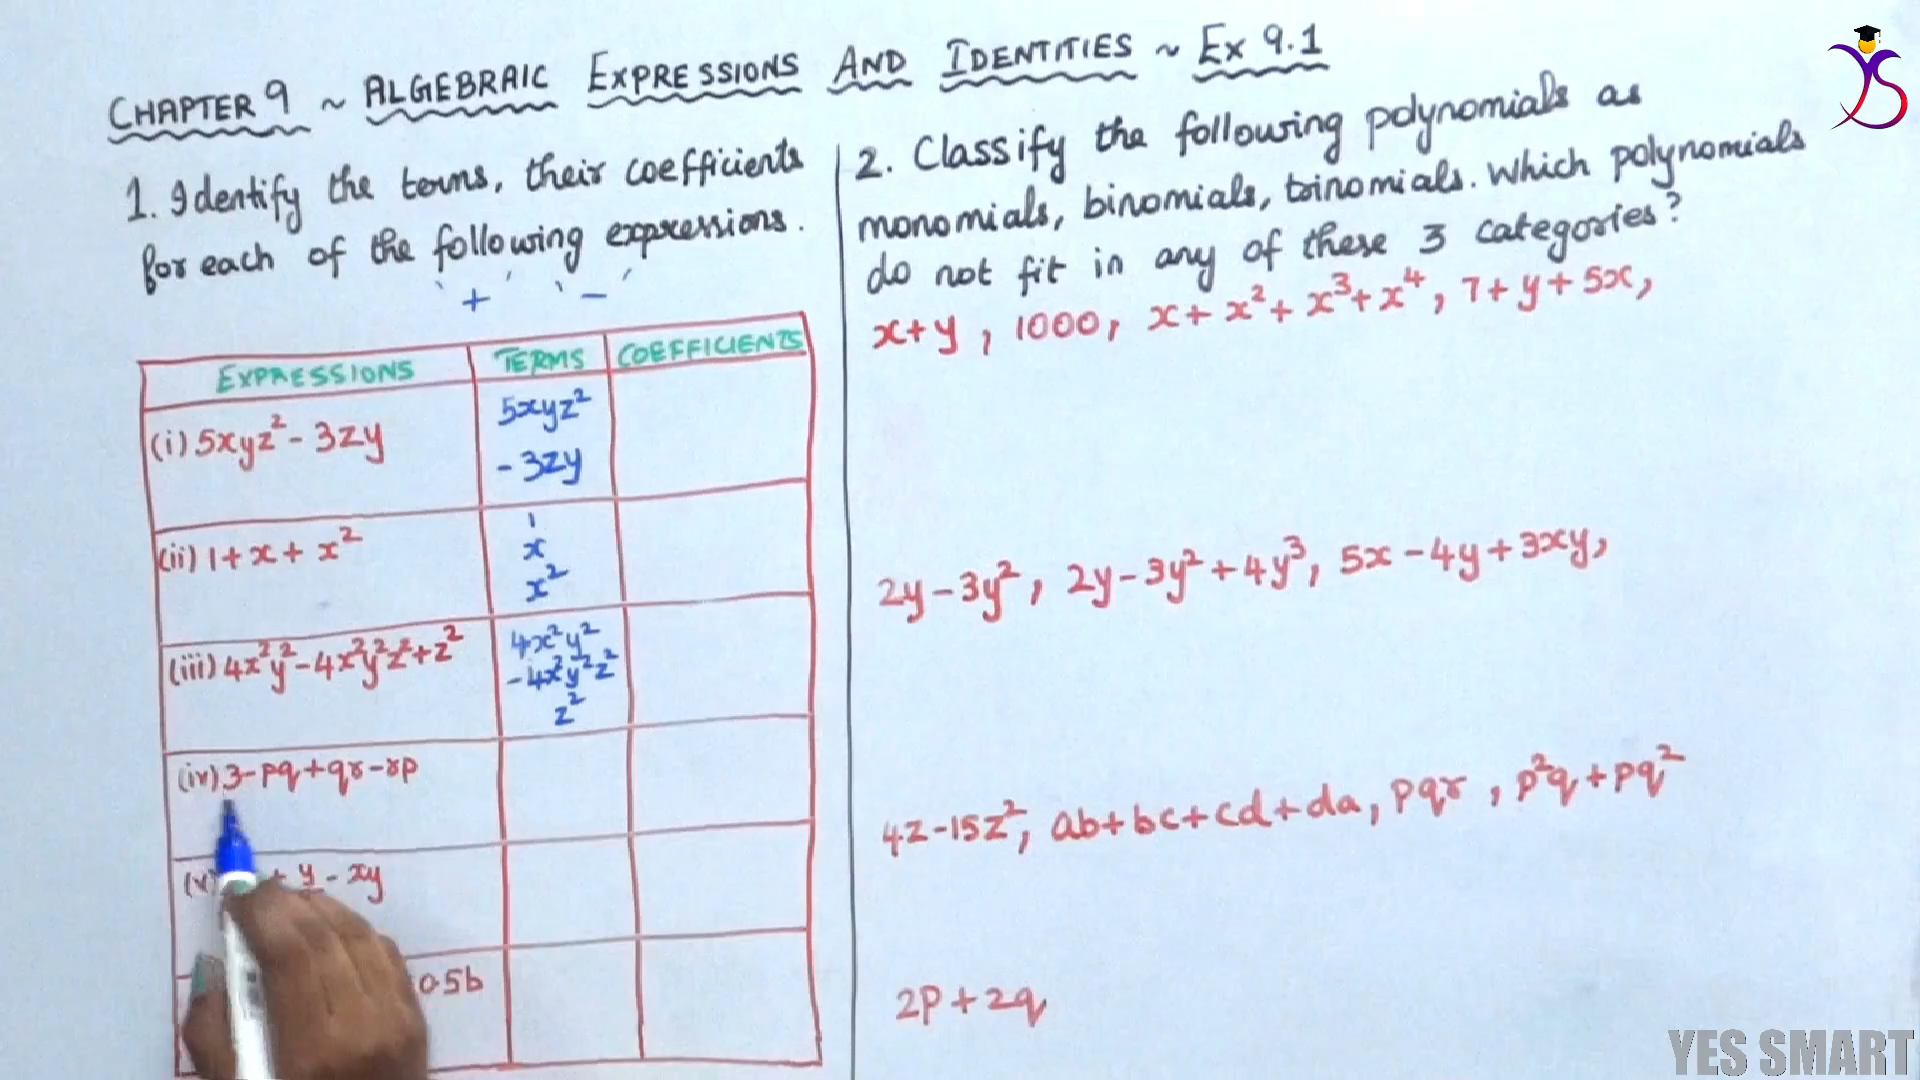 CHAPTER 9 ~ ALGEBRAIC EXPRESSIONS AND IDENTITIES ~ Ex 9.1
1. Identify the terms, their coefficients
for each of the following expressions.
'+' '-'
EXPRESSIONS TERMS COEFFICIENTS
(i) 5xyz² - 3zy
5xyz²
- 3zy
(ii) 1 + x + x²
1
x
x²
(iii) 4x²y² - 4x²y²z² + z²
4x²y²
- 4x²y²z²
z²
(iv) 3 - pq + qr - rp
(v) + y - xy
0.5b
2. Classify the following polynomials as
monomials, binomials, trinomials. Which polynomials
do not fit in any of these 3 categories?
x + y , 1000, x + x² + x³ + x⁴, 7 + y + 5x,
2y - 3y², 2y - 3y² + 4y³, 5x - 4y + 3xy,
4z - 15z², ab + bc + cd + da, pqr , p²q + pq²
2p + 2q
YS
YES SMART